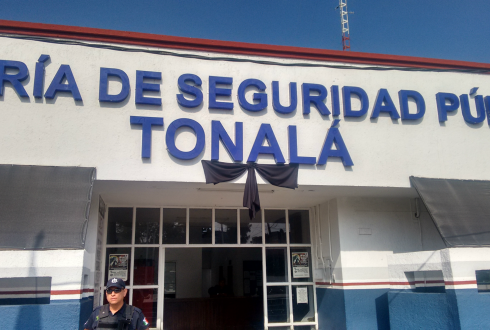 RÍA DE SEGURIDAD PÚ
TONALÁ